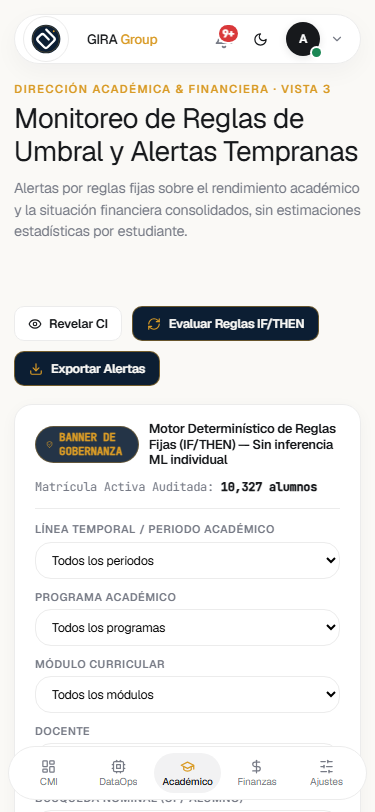 GIRA Group
9+
A
DIRECCIÓN ACADÉMICA & FINANCIERA · VISTA 3
Monitoreo de Reglas de
Umbral y Alertas Tempranas
Alertas por reglas fijas sobre el rendimiento académico
y la situación financiera consolidados, sin estimaciones
estadísticas por estudiante.
Revelar CI
Evaluar Reglas IF/THEN
Exportar Alertas
BANNER DE
GOBERNANZA
Motor Determinístico de Reglas
Fijas (IF/THEN) — Sin inferencia
ML individual
Matrícula Activa Auditada: 10,327 alumnos
LÍNEA TEMPORAL / PERIODO ACADÉMICO
Todos los periodos
PROGRAMA ACADÉMICO
Todos los programas
MÓDULO CURRICULAR
Todos los módulos
DOCENTE
CMI
DataOps
Académico
Finanzas
Ajustes